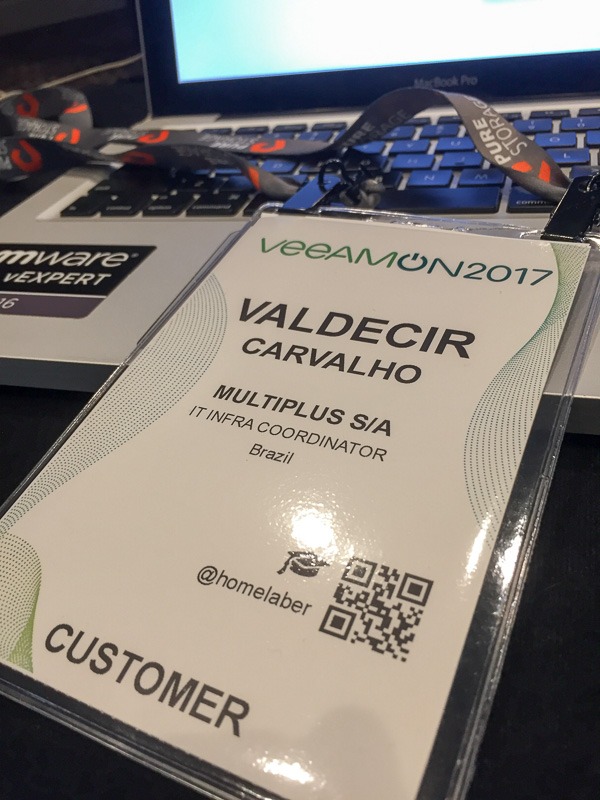 MacBook Pro
PURE
STORAGE
mware®
vEXPERT
16
veeAMON2017
VALDECIR
CARVALHO
MULTIPLUS S/A
IT INFRA COORDINATOR
Brazil
@homelaber
CUSTOMER